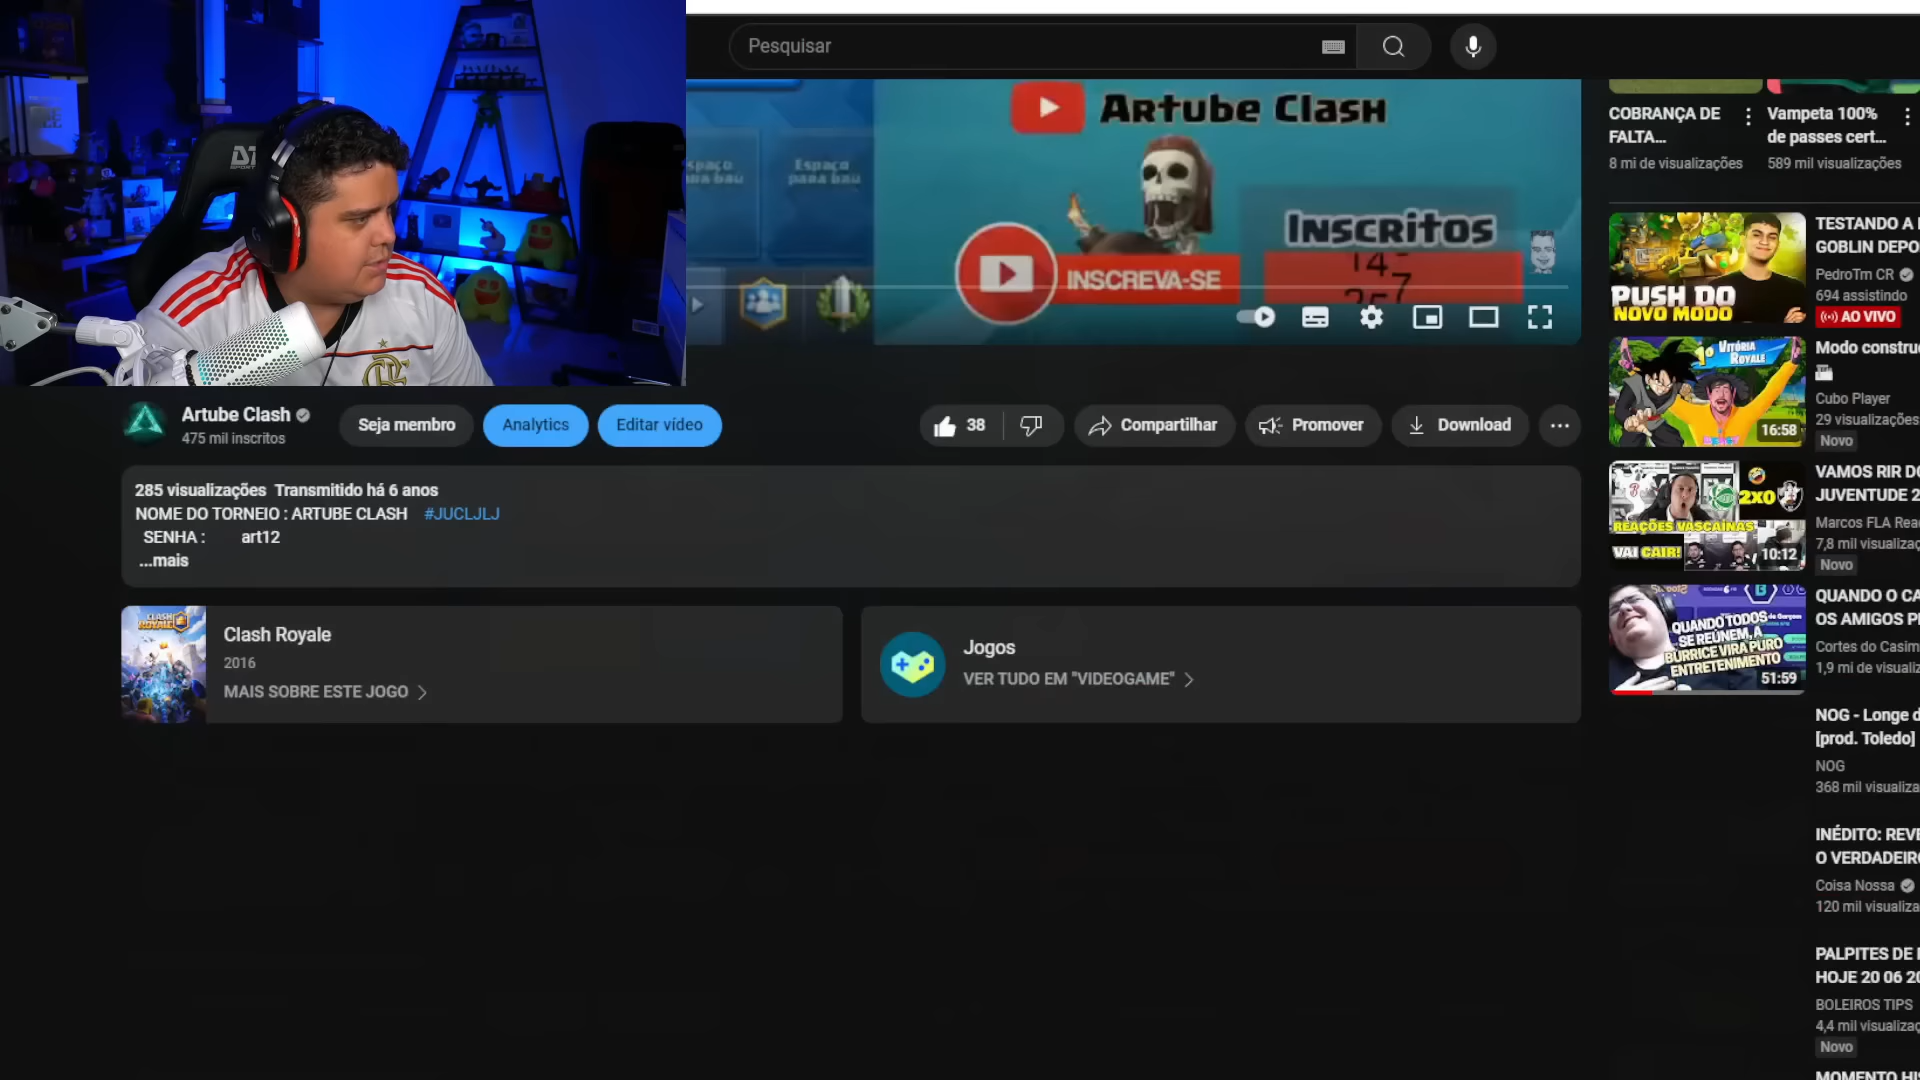 Pesquisar
Artube Clash
Espaço
para baú
INSCRITOS
INSCREVA-SE
Artube Clash
475 mil inscritos
Seja membro
Analytics
Editar vídeo
38
Compartilhar
Promover
Download
285 visualizações Transmitido há 6 anos
NOME DO TORNEIO : ARTUBE CLASH #JUCLJLJ
SENHA : art12
...mais
CLASH ROYALE
Clash Royale
2016
MAIS SOBRE ESTE JOGO
Jogos
VER TUDO EM "VIDEOGAME"
COBRANÇA DE
FALTA...
8 mi de visualizações
Vampeta 100%
de passes cert...
589 mil visualizações
PUSH DO
NOVO MODO
TESTANDO A
GOBLIN DEPO
PedroTm CR
694 assistindo
AO VIVO
1º VITÓRIA
ROYALE
16:58
Modo constru
Cubo Player
29 visualizações
Novo
2X0
REAÇÕES VASCAÍNAS
VAI CAIR!
10:12
VAMOS RIR DO
JUVENTUDE 2
Marcos FLA Rea
7,8 mil visualizaç
Novo
QUANDO TODOS
SE REÚNEM, A
BURRICE VIRA PURO
ENTRETENIMENTO
51:59
QUANDO O CA
OS AMIGOS P
Cortes do Casim
1,9 mi de visuali
NOG - Longe d
[prod. Toledo]
NOG
368 mil visualiza
INÉDITO: REVE
O VERDADEIR
Coisa Nossa
120 mil visualiza
PALPITES DE
HOJE 20 06 20
BOLEIROS TIPS
4,4 mil visualizaç
Novo
MOMENTO HIS